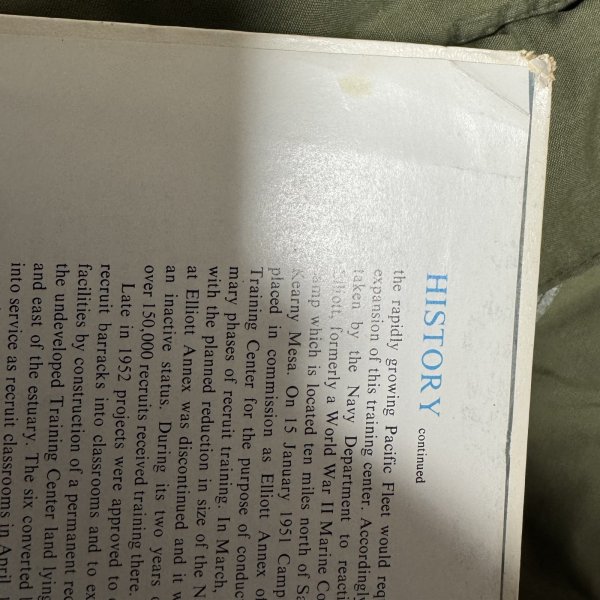 HISTORY continued
the rapidly growing Pacific Fleet would req
expansion of this training center. Accordingly
taken by the Navy Department to reacti
Elliott, formerly a World War II Marine Co
camp which is located ten miles north of Sa
Kearny Mesa. On 15 January 1951 Camp
placed in commission as Elliott Annex of
Training Center for the purpose of conduc
mary phases of recruit training. In March,
with the planned reduction in size of the N
at Elliott Annex was discontinued and it w
an inactive status. During its two years o
over 150,000 recruits received training there.
Late in 1952 projects were approved to
recruit barracks into classrooms and to ex
facilities by construction of a permanent rec
the undeveloped Training Center land lying
and east of the estuary. The six converted
into service as recruit classrooms in April